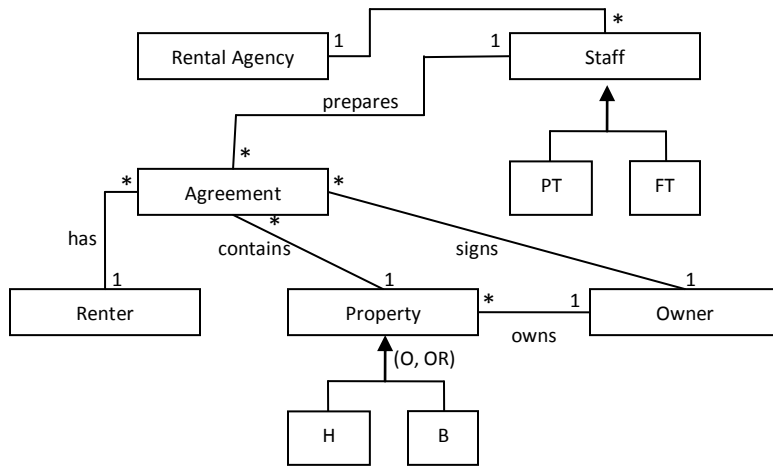 1 *
Rental Agency 1 Staff
prepares
* PT FT
* Agreement *
*
has contains signs
1 1 1
Renter Property * 1 Owner
owns
(O, OR)
H B